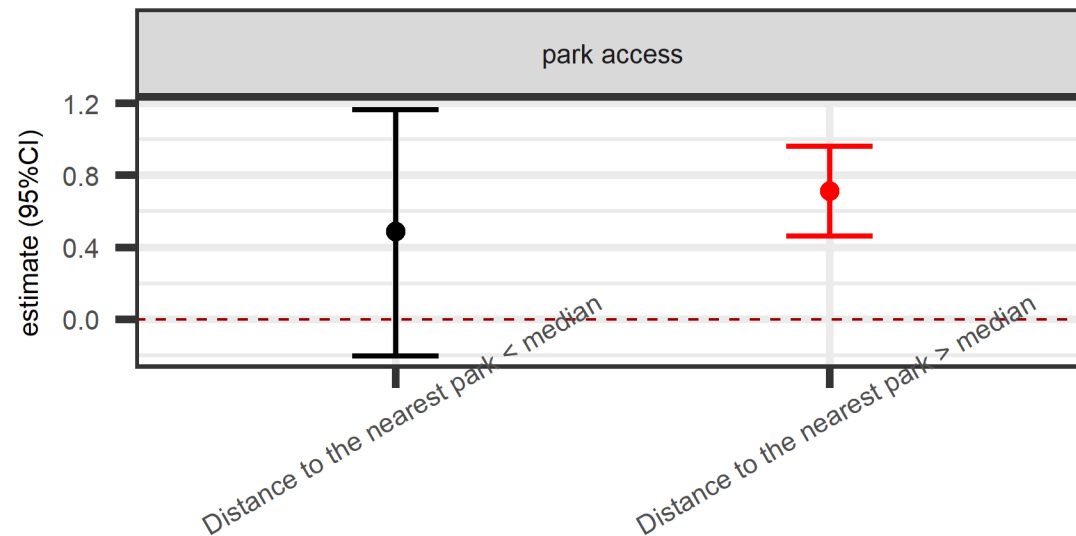 park access
estimate (95%CI)
1.2
0.8
0.4
0.0
Distance to the nearest park < median
Distance to the nearest park > median